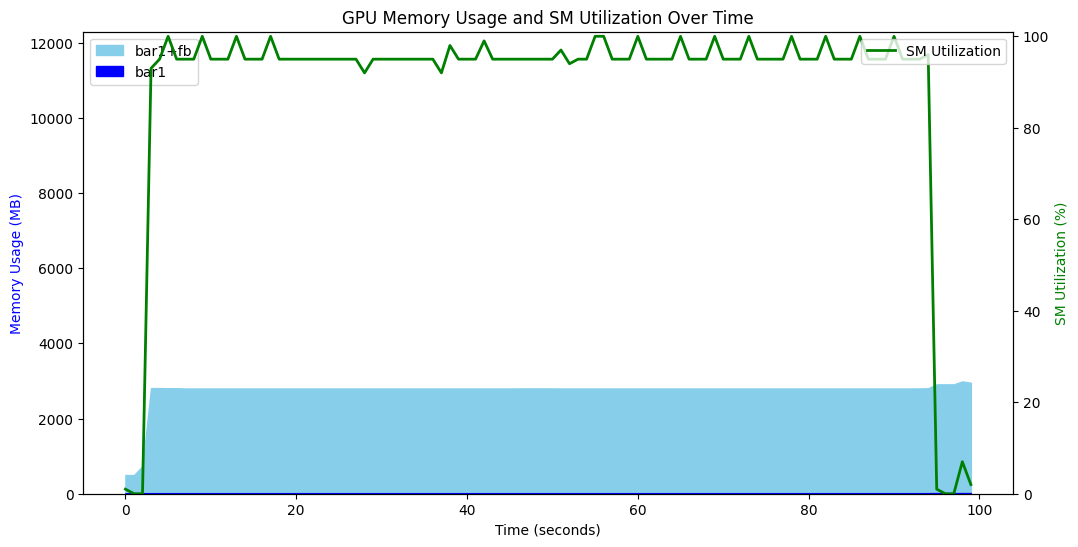 GPU Memory Usage and SM Utilization Over Time
bar1+fb
bar1
SM Utilization
12000
10000
8000
6000
4000
2000
0
Memory Usage (MB)
100
80
60
40
20
0
SM Utilization (%)
0 20 40 60 80 100
Time (seconds)